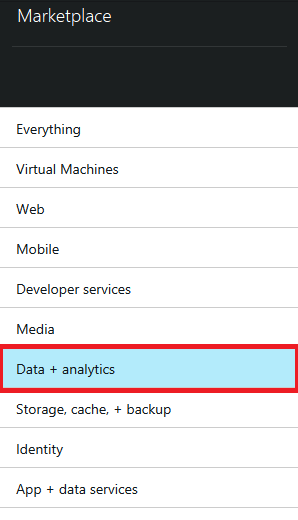 Marketplace
Everything
Virtual Machines
Web
Mobile
Developer services
Media
Data + analytics
Storage, cache, + backup
Identity
App + data services